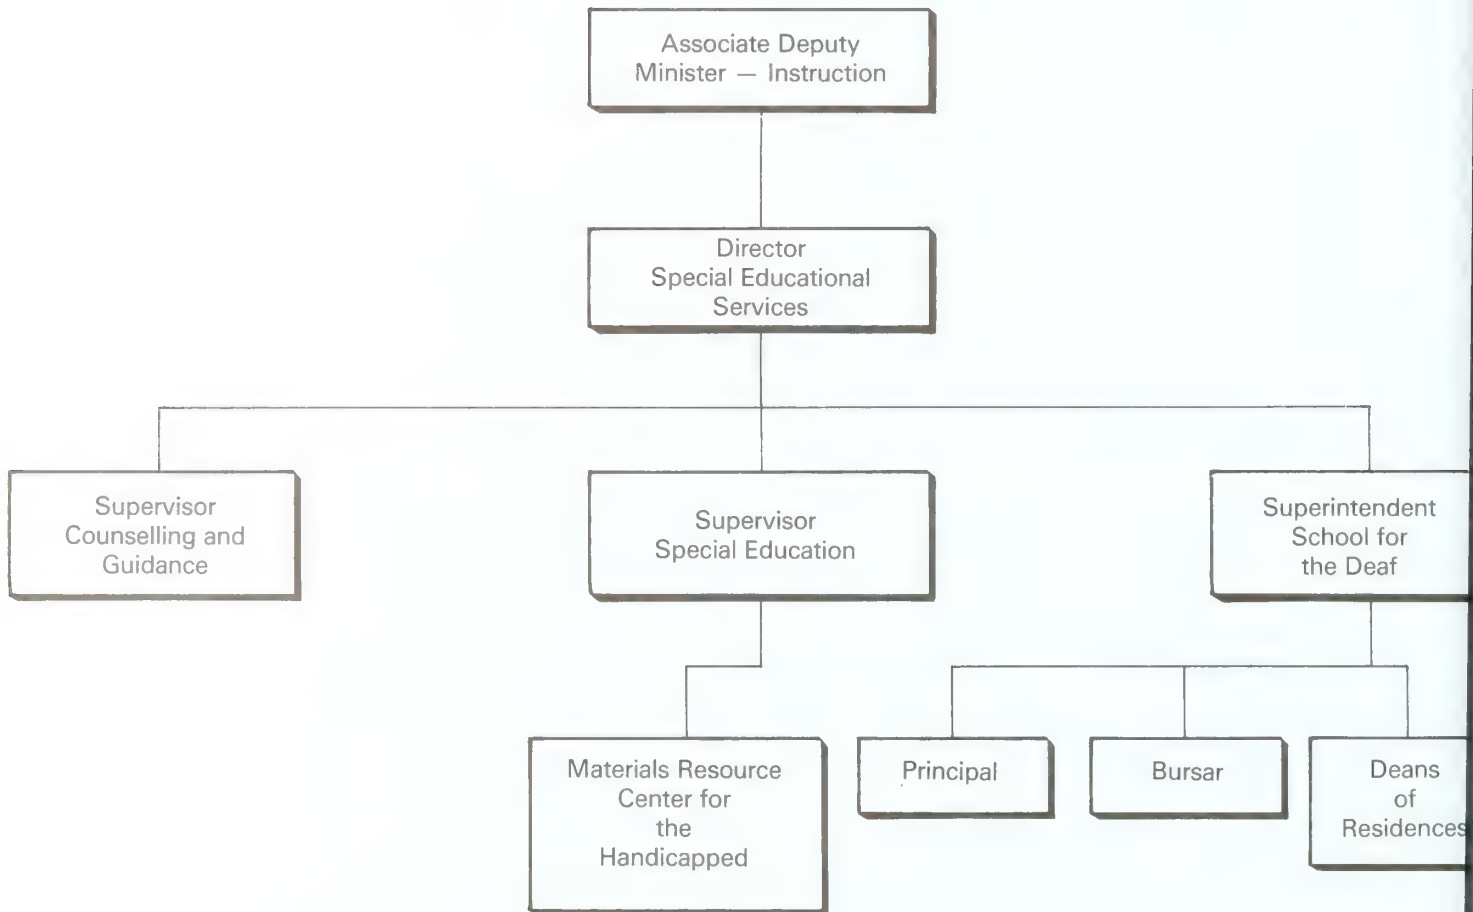 Associate Deputy
Minister — Instruction
Director
Special Educational
Services
Supervisor
Counselling and
Guidance
Supervisor
Special Education
Superintendent
School for
the Deaf
Materials Resource
Center for
the
Handicapped
Principal
Bursar
Deans
of
Residences